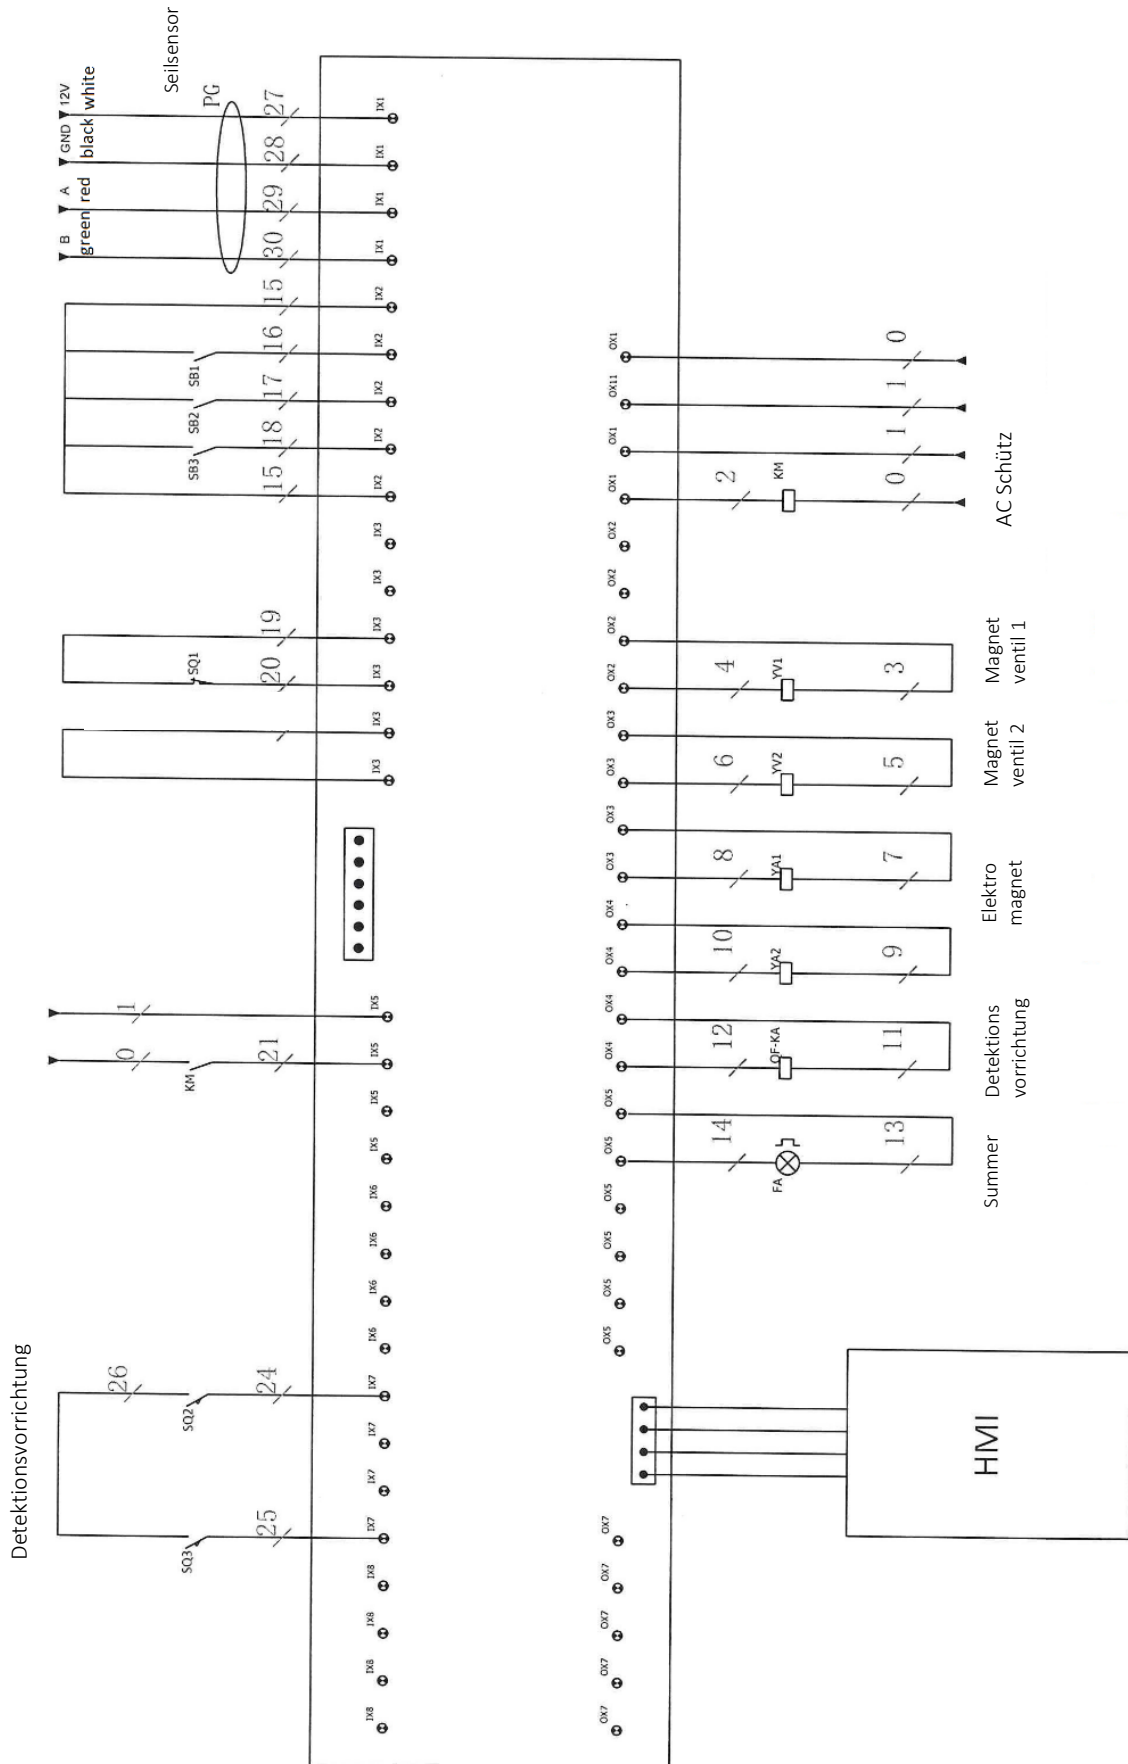 Seilsensor
12V
white
GND
black
A
red
B
green
PG
27
28
29
30
15
16
17
18
15
SB1
SB2
SB3
19
20
SQ1
1
0
21
KM
Detektionsvorrichtung
26
24
SQ2
25
SQ3
IX1
IX1
IX1
IX1
IX2
IX2
IX2
IX2
IX2
IX3
IX3
IX3
IX3
IX3
IX3
IX5
IX5
IX5
IX5
IX6
IX6
IX6
IX6
IX7
IX7
IX7
IX7
IX8
IX8
IX8
IX8
OX1
OX11
OX1
OX1
OX2
OX2
OX2
OX2
OX3
OX3
OX3
OX3
OX4
OX4
OX4
OX4
OX5
OX5
OX5
OX5
OX5
OX5
OX7
OX7
OX7
OX7
OX7
0
1
1
2
KM
0
AC Schütz
4
YV1
3
Magnet
ventil 1
6
YV2
5
Magnet
ventil 2
8
YA1
7
Elektro
magnet
10
YA2
9
12
QF-KA
11
Detektions
vorrichtung
14
FA
13
Summer
HMI